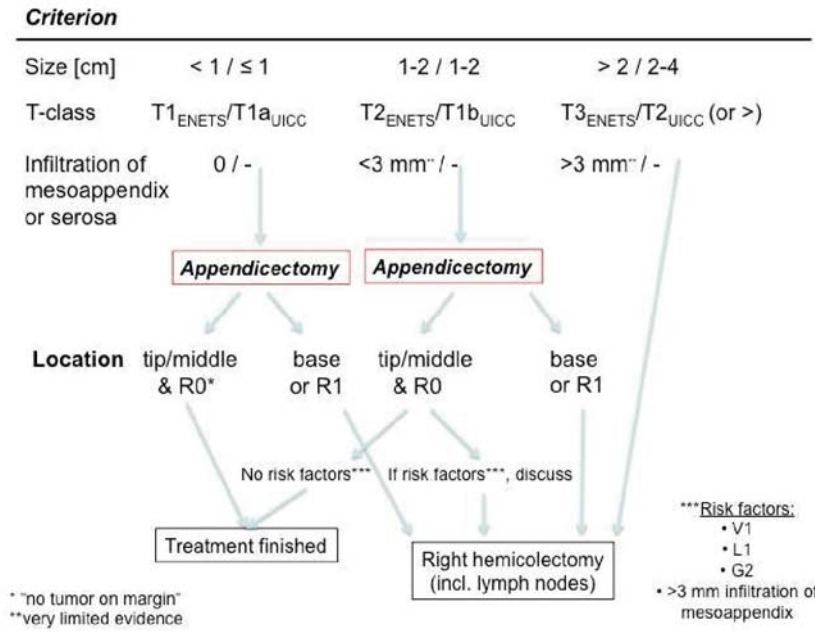 Criterion
Size [cm] < 1 / ≤ 1 1-2 / 1-2 > 2 / 2-4
T-class T1ENETS/T1aUICC T2ENETS/T1bUICC T3ENETS/T2UICC (or >)
Infiltration of 0 / - <3 mm** / - >3 mm** / -
mesoappendix
or serosa
Appendicectomy Appendicectomy
Location tip/middle base tip/middle base
& R0* or R1 & R0 or R1
No risk factors*** If risk factors***, discuss
Treatment finished
Right hemicolectomy
(incl. lymph nodes)
***Risk factors:
• V1
• L1
• G2
• >3 mm infiltration of
mesoappendix
* "no tumor on margin"
**very limited evidence